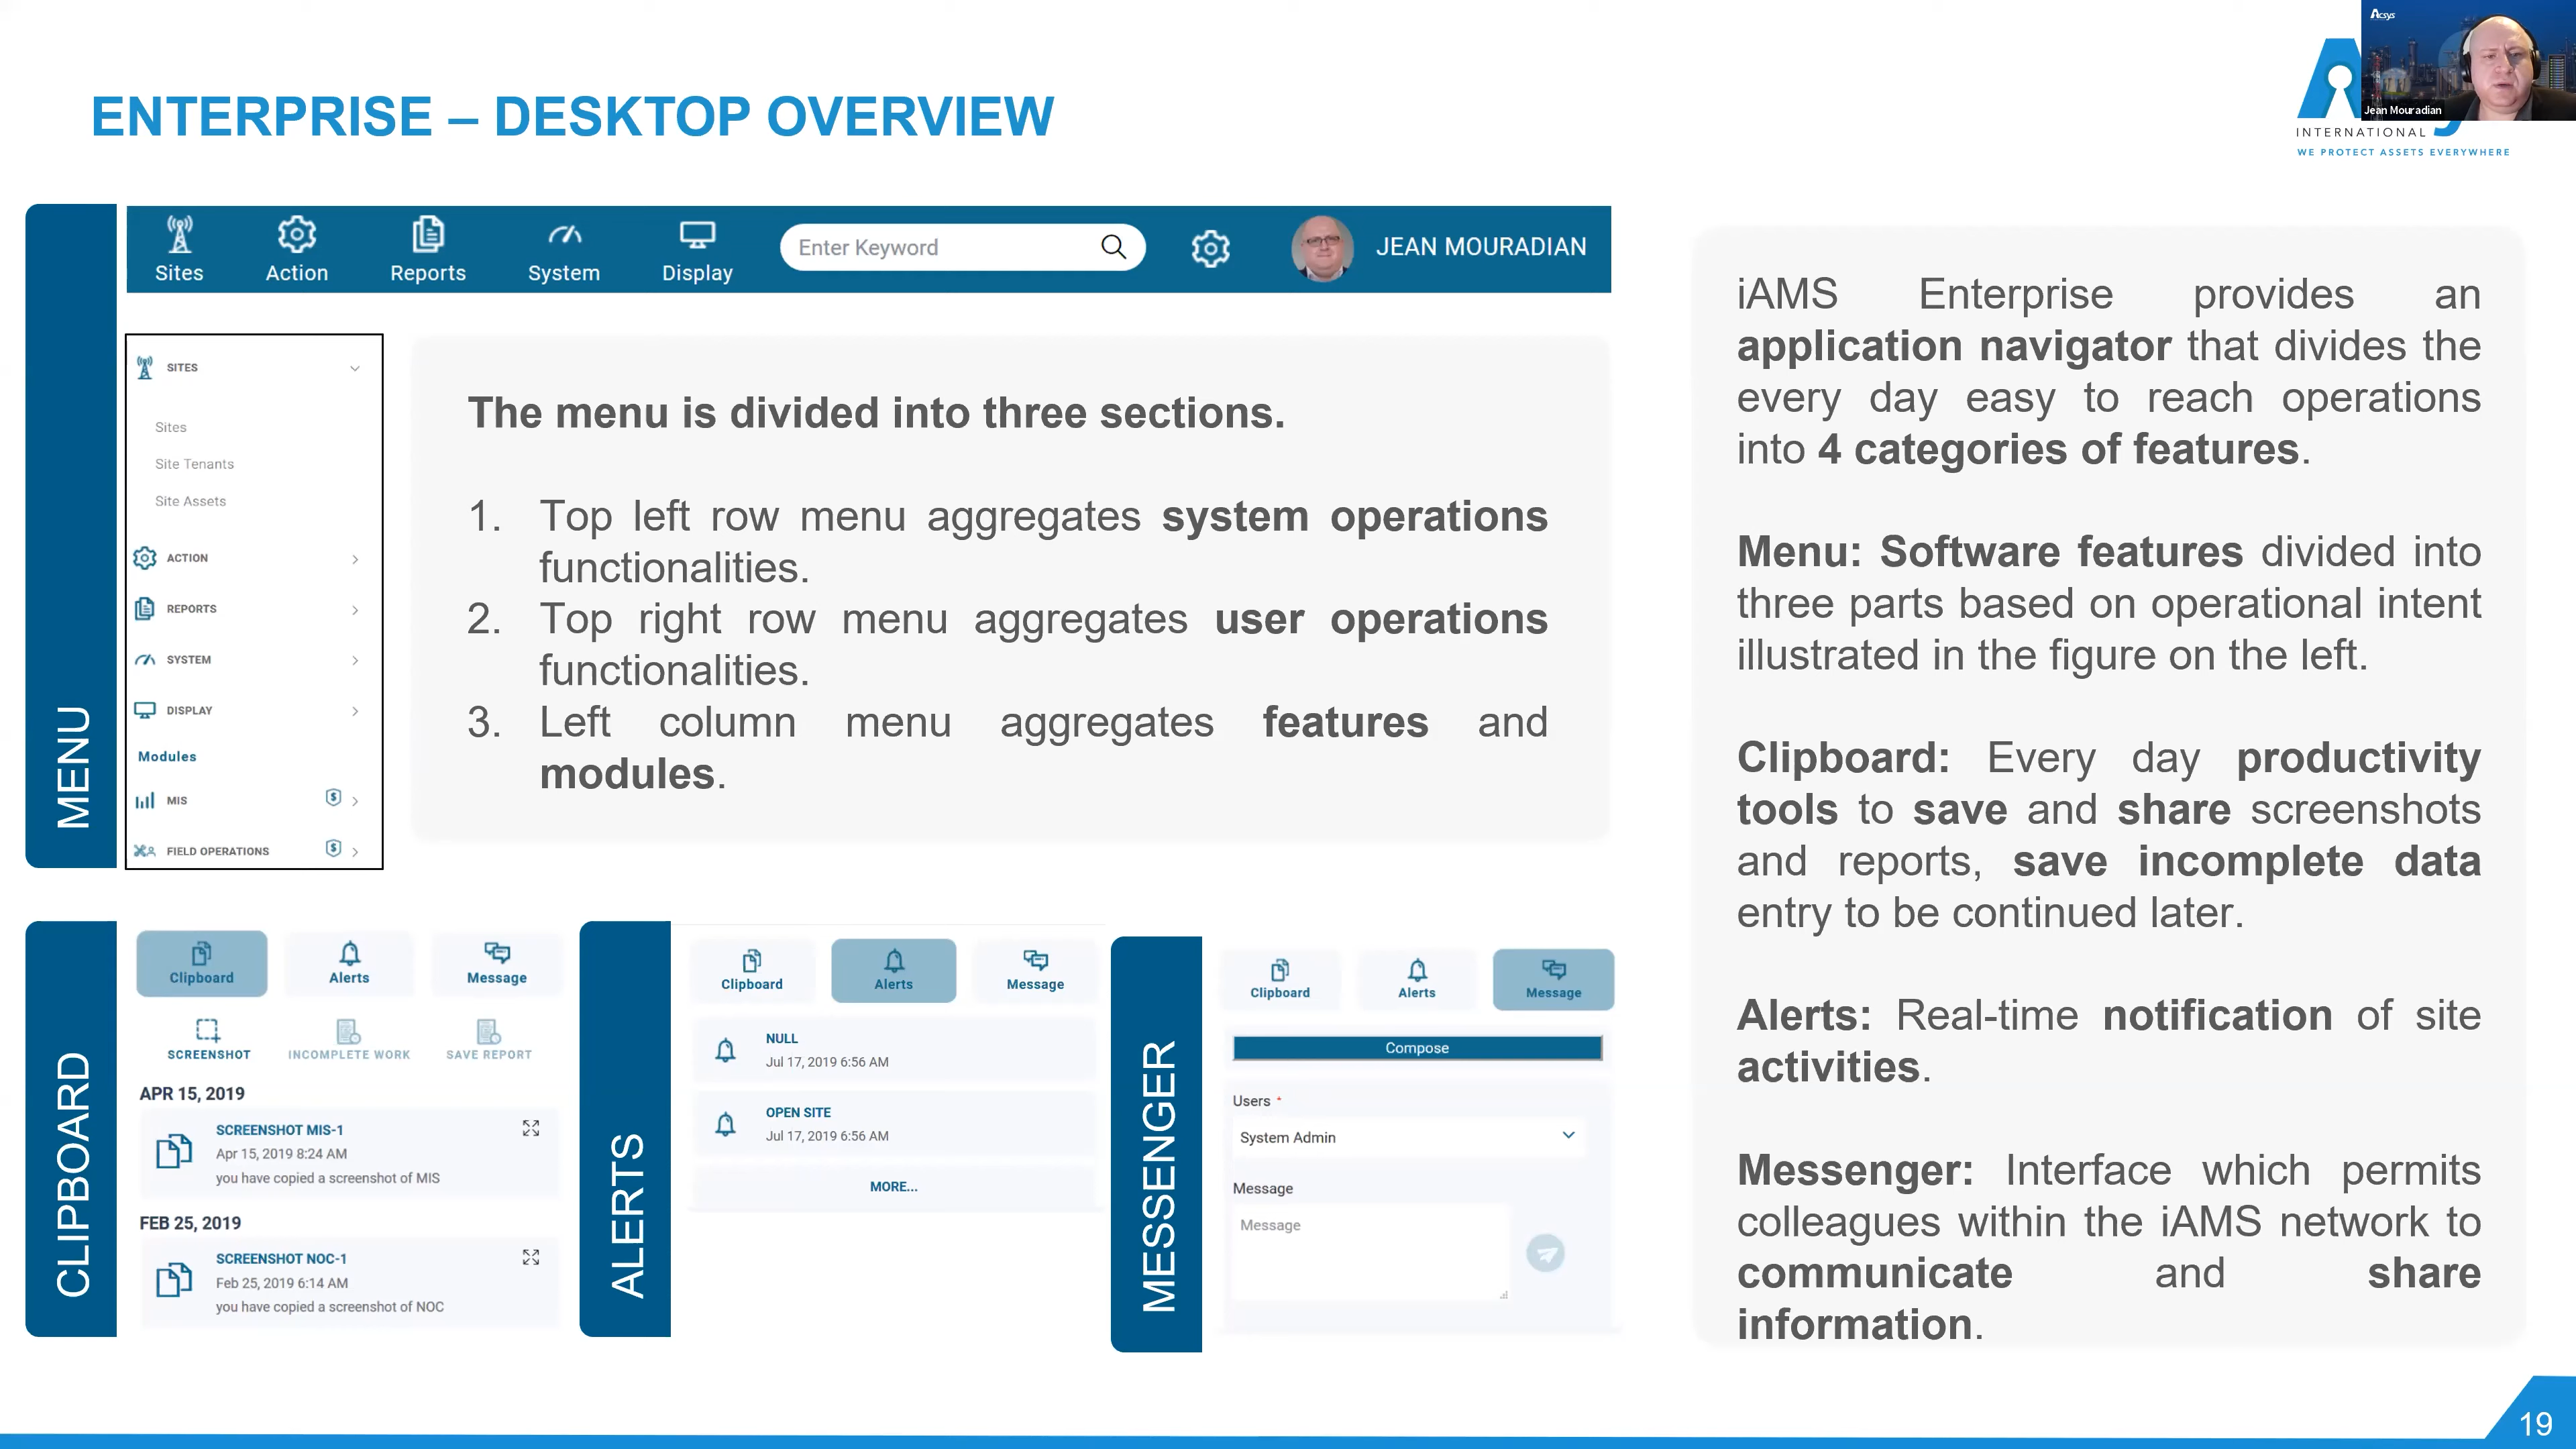 Acsys
Jean Mouradian
INTERNATIONAL
WE PROTECT ASSETS EVERYWHERE
ENTERPRISE – DESKTOP OVERVIEW
MENU
Sites
Action
Reports
System
Display
Enter Keyword
JEAN MOURADIAN
SITES
Sites
Site Tenants
Site Assets
ACTION
REPORTS
SYSTEM
DISPLAY
Modules
MIS
$
FIELD OPERATIONS
$
The menu is divided into three sections.
1. Top left row menu aggregates system operations
functionalities.
2. Top right row menu aggregates user operations
functionalities.
3. Left column menu aggregates features and
modules.
CLIPBOARD
Clipboard
Alerts
Message
SCREENSHOT
INCOMPLETE WORK
SAVE REPORT
APR 15, 2019
SCREENSHOT MIS-1
Apr 15, 2019 8:24 AM
you have copied a screenshot of MIS
FEB 25, 2019
SCREENSHOT NOC-1
Feb 25, 2019 6:14 AM
you have copied a screenshot of NOC
ALERTS
Clipboard
Alerts
Message
NULL
Jul 17, 2019 6:56 AM
OPEN SITE
Jul 17, 2019 6:56 AM
MORE...
MESSENGER
Clipboard
Alerts
Message
Compose
Users *
System Admin
Message
Message
iAMS Enterprise provides an
application navigator that divides the
every day easy to reach operations
into 4 categories of features.
Menu: Software features divided into
three parts based on operational intent
illustrated in the figure on the left.
Clipboard: Every day productivity
tools to save and share screenshots
and reports, save incomplete data
entry to be continued later.
Alerts: Real-time notification of site
activities.
Messenger: Interface which permits
colleagues within the iAMS network to
communicate and share
information.
19